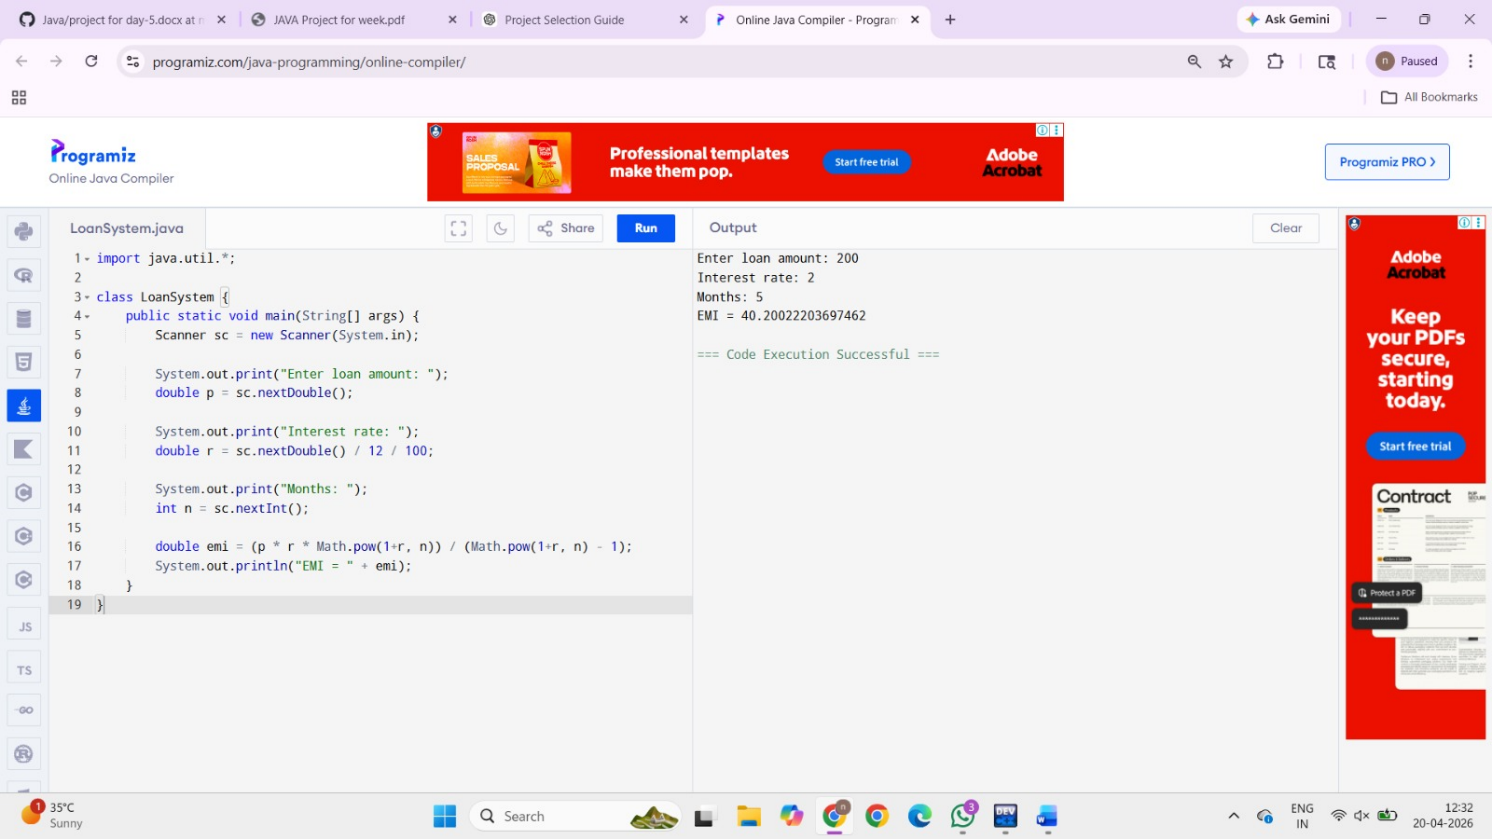 Java/project for day-5.docx at m
JAVA Project for week.pdf
Project Selection Guide
Online Java Compiler - Program
Ask Gemini
programiz.com/java-programming/online-compiler/
n
Paused
All Bookmarks
Programiz
Online Java Compiler
SALES
PROPOSAL
Professional templates
make them pop.
Start free trial
Adobe
Acrobat
Programiz PRO >
LoanSystem.java
Share
Run
Output
Clear
1 import java.util.*;
2
3 class LoanSystem {
4 public static void main(String[] args) {
5 Scanner sc = new Scanner(System.in);
6
7 System.out.print("Enter loan amount: ");
8 double p = sc.nextDouble();
9
10 System.out.print("Interest rate: ");
11 double r = sc.nextDouble() / 12 / 100;
12
13 System.out.print("Months: ");
14 int n = sc.nextInt();
15
16 double emi = (p * r * Math.pow(1+r, n)) / (Math.pow(1+r, n) - 1);
17 System.out.println("EMI = " + emi);
18 }
19 }
Enter loan amount: 200
Interest rate: 2
Months: 5
EMI = 40.20022203697462
=== Code Execution Successful ===
JS
TS
GO
Adobe
Acrobat
Keep
your PDFs
secure,
starting
today.
Start free trial
Contract
Protect a PDF
************
1
35°C
Sunny
Search
n
3
DEV
ENG
IN
12:32
20-04-2026